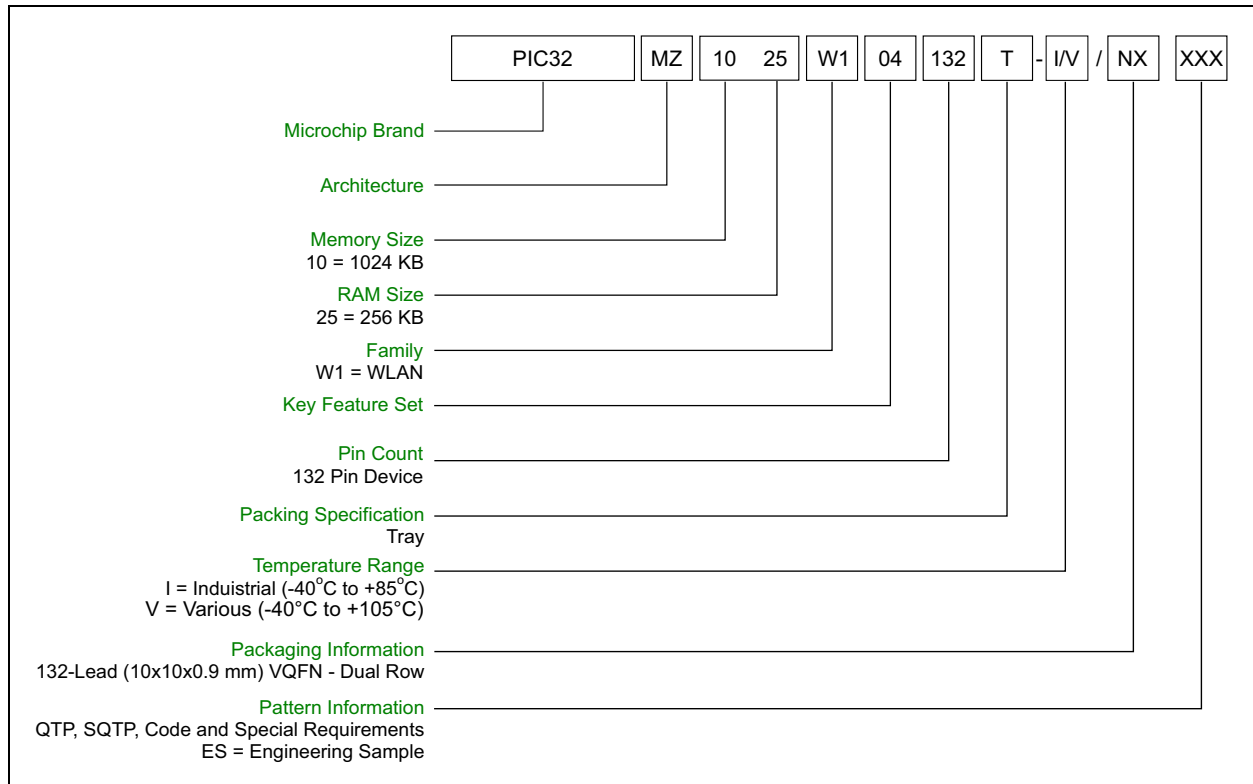 PIC32 MZ 10 25 W1 04 132 T - I/V / NX XXX
Microchip Brand
Architecture
Memory Size
10 = 1024 KB
RAM Size
25 = 256 KB
Family
W1 = WLAN
Key Feature Set
Pin Count
132 Pin Device
Packing Specification
Tray
Temperature Range
I = Induistrial (-40°C to +85°C)
V = Various (-40°C to +105°C)
Packaging Information
132-Lead (10x10x0.9 mm) VQFN - Dual Row
Pattern Information
QTP, SQTP, Code and Special Requirements
ES = Engineering Sample